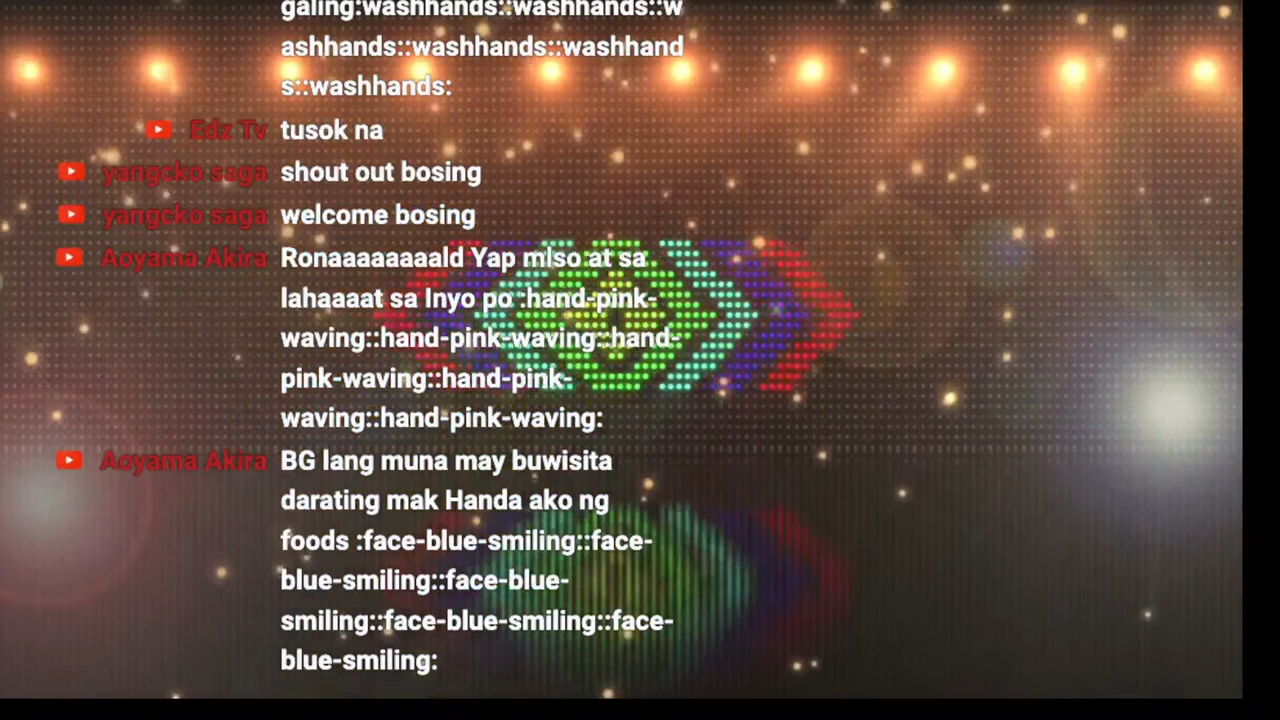 galing:washhands::washhands::w
ashhands::washhands::washhand
s::washhands:
Edz Tv tusok na
yangcko saga shout out bosing
yangcko saga welcome bosing
Aoyama Akira Ronaaaaaaaald Yap mlso at sa
lahaaaat sa Inyo po :hand-pink-
waving::hand-pink-waving::hand-
pink-waving::hand-pink-
waving::hand-pink-waving:
Aoyama Akira BG lang muna may buwisita
darating mak Handa ako ng
foods :face-blue-smiling::face-
blue-smiling::face-blue-
smiling::face-blue-smiling::face-
blue-smiling: